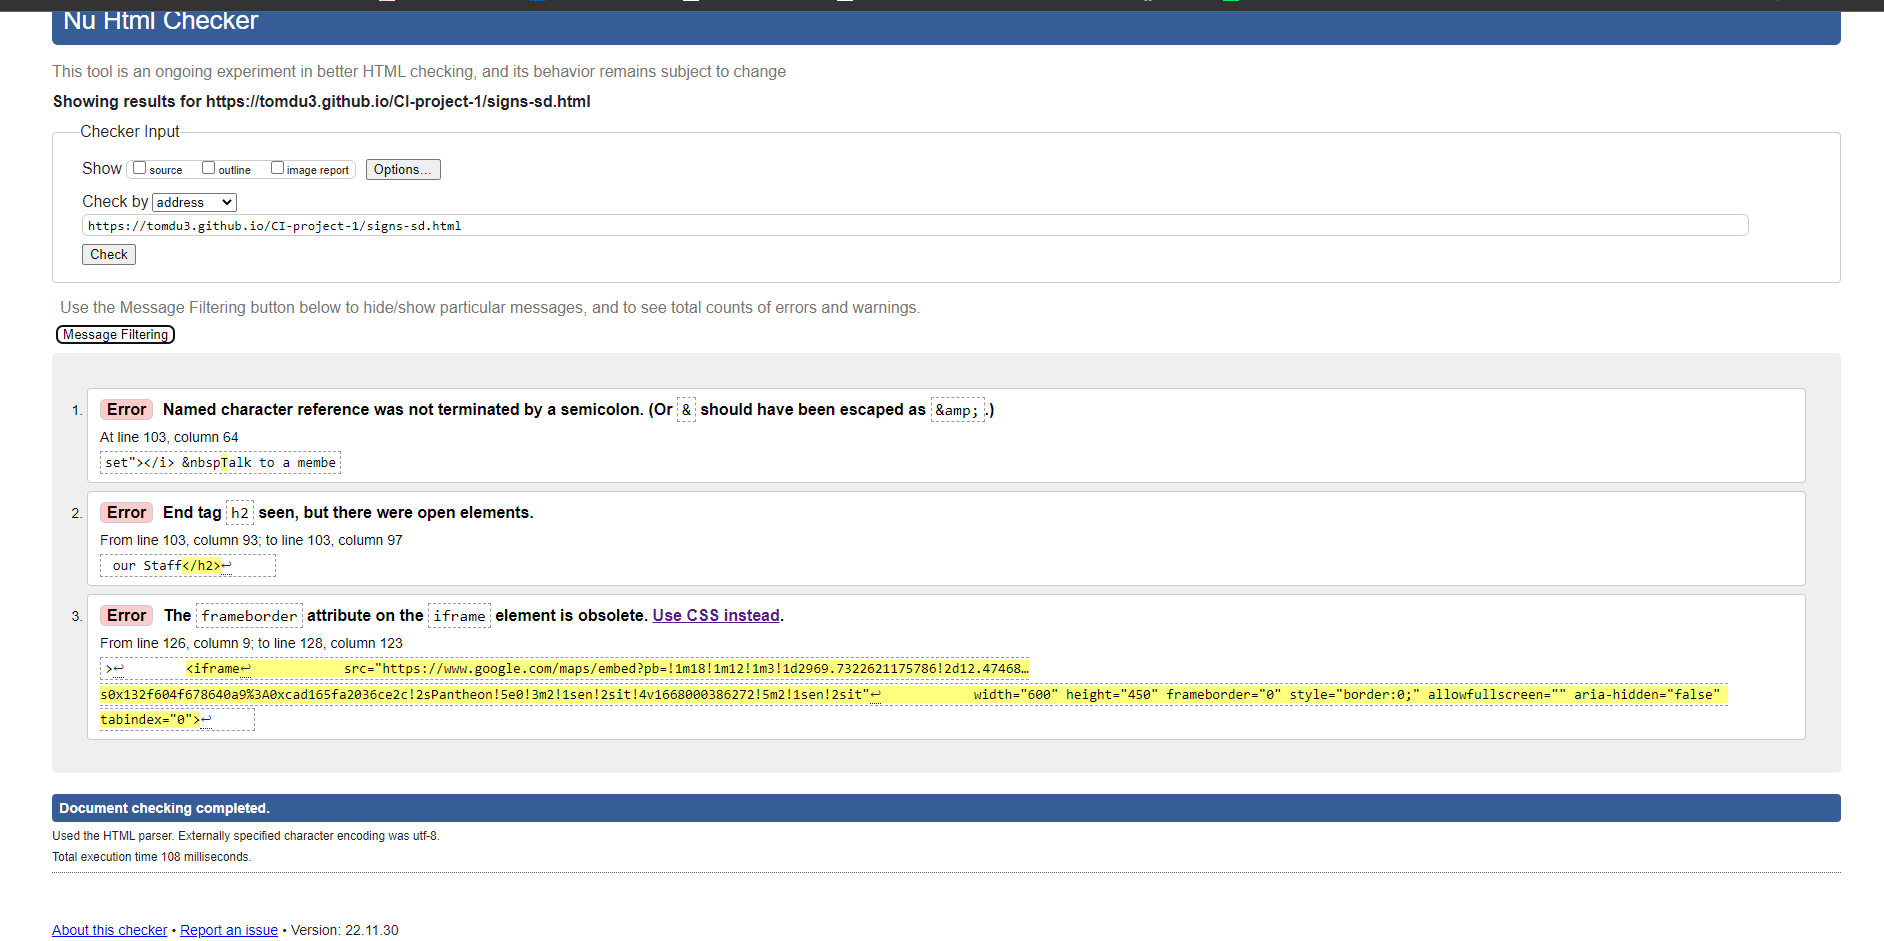 Nu Html Checker
This tool is an ongoing experiment in better HTML checking, and its behavior remains subject to change
Showing results for https://tomdu3.github.io/CI-project-1/signs-sd.html
Checker Input
Show source outline image report Options...
Check by address
https://tomdu3.github.io/CI-project-1/signs-sd.html
Check
Use the Message Filtering button below to hide/show particular messages, and to see total counts of errors and warnings.
Message Filtering
1. Error Named character reference was not terminated by a semicolon. (Or & should have been escaped as &amp;.)
At line 103, column 64
set"></i> &nbspTalk to a membe
2. Error End tag h2 seen, but there were open elements.
From line 103, column 93; to line 103, column 97
our Staff</h2>↩
3. Error The frameborder attribute on the iframe element is obsolete. Use CSS instead.
From line 126, column 9; to line 128, column 123
>↩ <iframe↩ src="https://www.google.com/maps/embed?pb=!1m18!1m12!1m3!1d2969.7322621175786!2d12.47468…
s0x132f604f678640a9%3A0xcad165fa2036ce2c!2sPantheon!5e0!3m2!1sen!2sit!4v1668000386272!5m2!1sen!2sit"↩ width="600" height="450" frameborder="0" style="border:0;" allowfullscreen="" aria-hidden="false"
tabindex="0">↩
Document checking completed.
Used the HTML parser. Externally specified character encoding was utf-8.
Total execution time 108 milliseconds.
About this checker • Report an issue • Version: 22.11.30